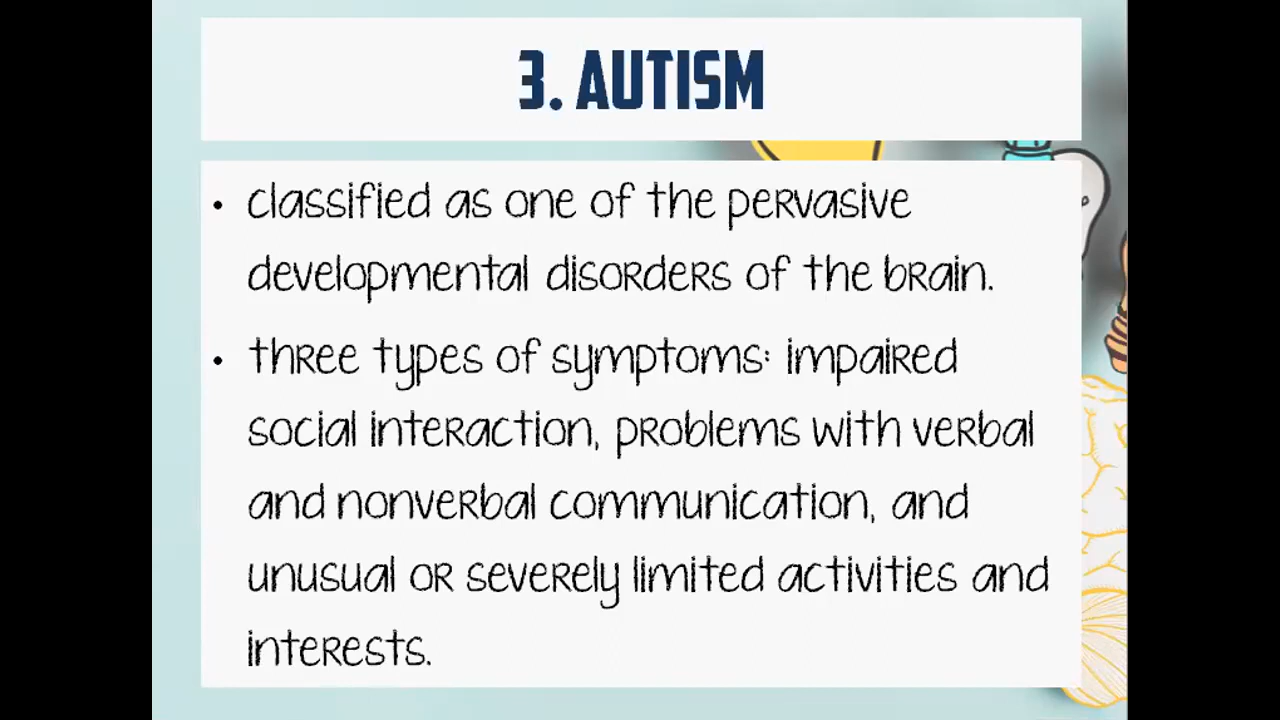 3. AUTISM
• classified as one of the pervasive
developmental disorders of the brain.
• three types of symptoms: impaired
social interaction, problems with verbal
and nonverbal communication, and
unusual or severely limited activities and
interests.